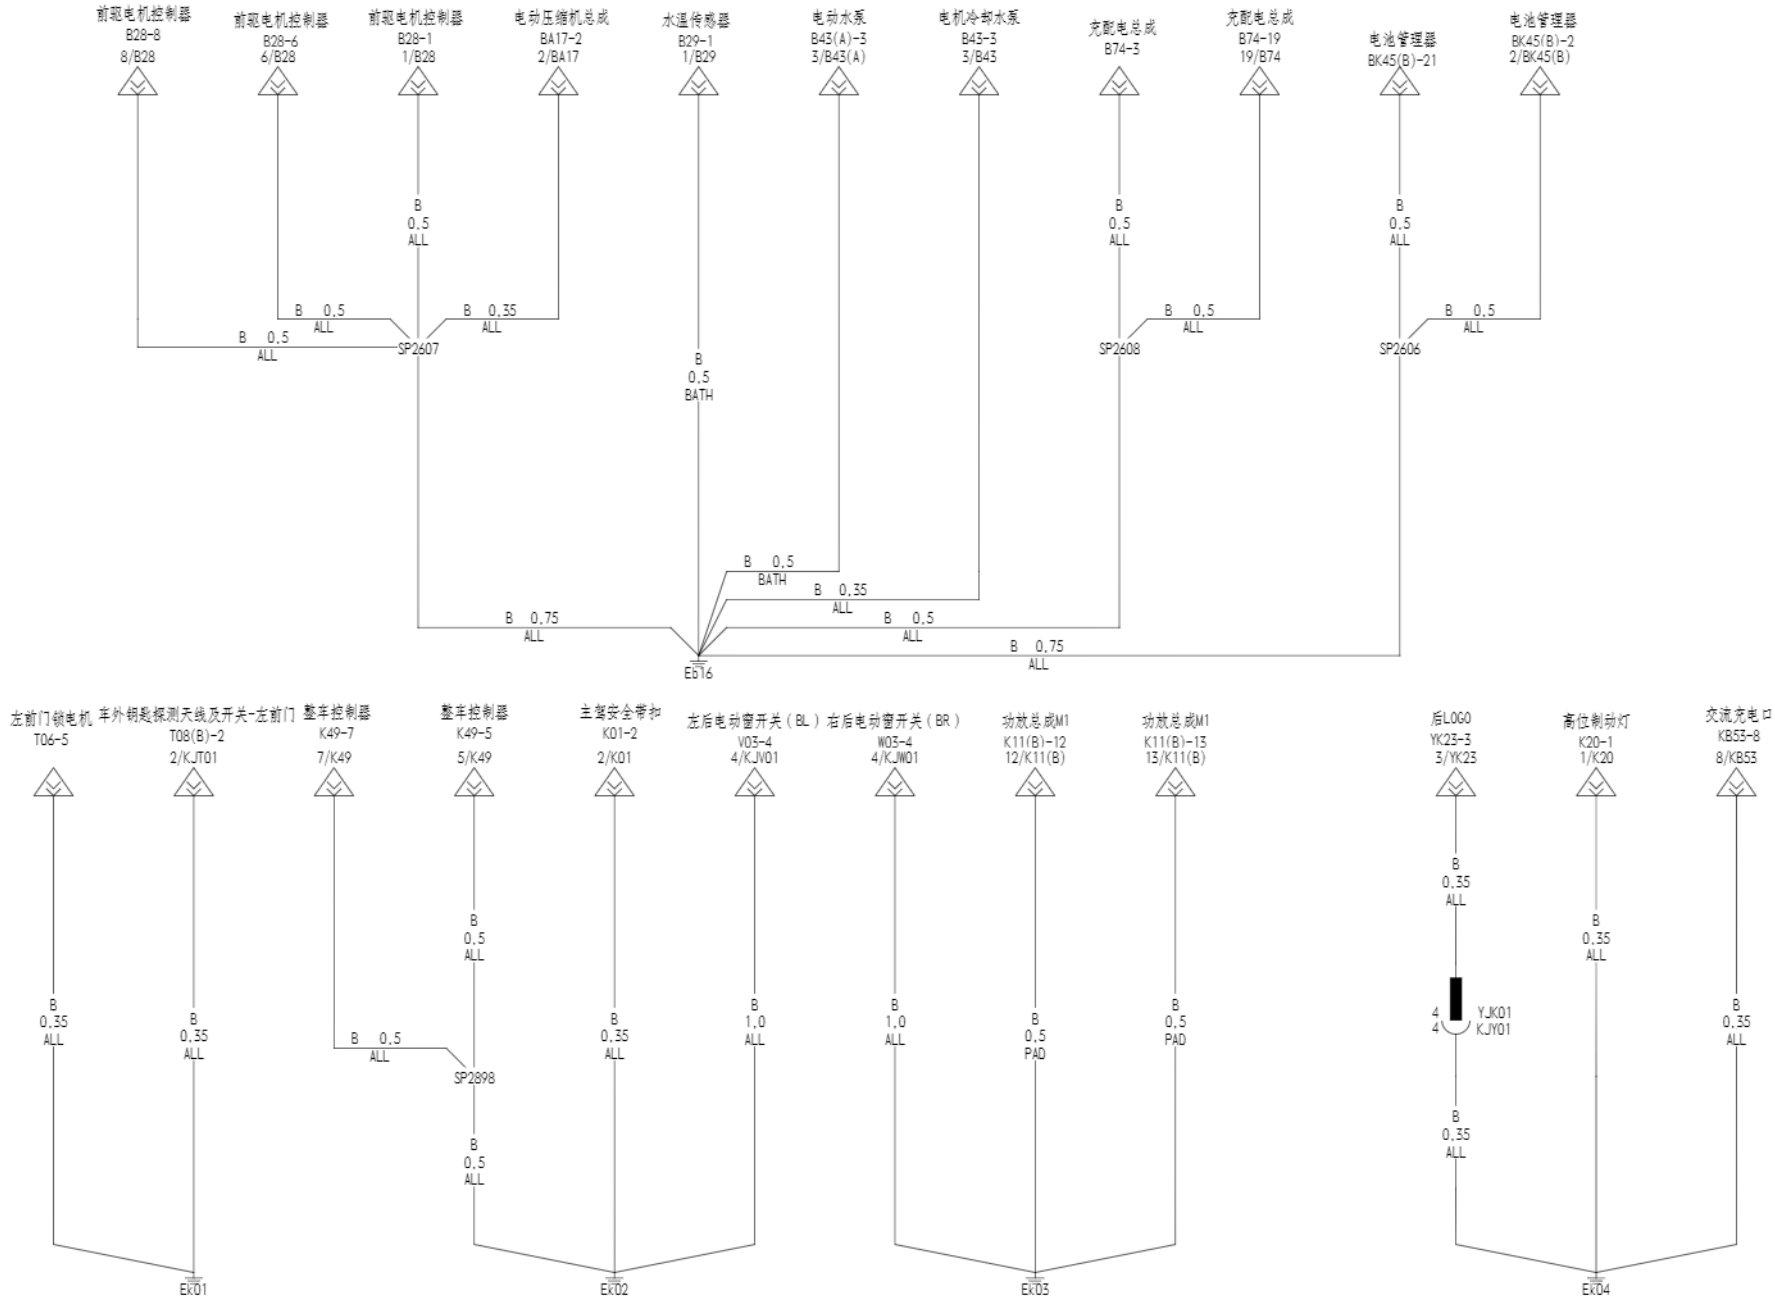 前驱电机控制器
B28-8
8/B28
前驱电机控制器
B28-6
6/B28
前驱电机控制器
B28-1
1/B28
电动压缩机总成
BA17-2
2/BA17
水温传感器
B29-1
1/B29
电动水泵
B43(A)-3
3/B43(A)
电机冷却水泵
B43-3
3/B43
充配电总成
B74-3
充配电总成
B74-19
19/B74
电池管理器
BK45(B)-21
电池管理器
BK45(B)-2
2/BK45(B)
B
0.5
ALL
B
0.5
ALL
B
0.5
ALL
B 0.5
ALL
B 0.35
ALL
B 0.5
ALL
B 0.5
ALL
B 0.5
ALL
SP2607
SP2608
SP2606
B
0.5
BATH
B 0.5
BATH
B 0.35
ALL
B 0.75
ALL
B 0.5
ALL
B 0.75
ALL
Eb16
左前门锁电机
T06-5
车外钥匙探测天线及开关-左前门
T08(B)-2
2/KJT01
整车控制器
K49-7
7/K49
整车控制器
K49-5
5/K49
主驾安全带扣
K01-2
2/K01
左后电动窗开关（BL）
V03-4
4/KJV01
右后电动窗开关（BR）
W03-4
4/KJW01
功放总成M1
K11(B)-12
12/K11(B)
功放总成M1
K11(B)-13
13/K11(B)
后LOGO
YK23-3
3/YK23
高位制动灯
K20-1
1/K20
交流充电口
KB53-8
8/KB53
B
0.35
ALL
B
0.5
ALL
B
0.35
ALL
B
0.35
ALL
B
0.35
ALL
B 0.5
ALL
B
0.35
ALL
B
1.0
ALL
B
1.0
ALL
B
0.5
PAD
B
0.5
PAD
4 YJK01
4 KJY01
B
0.35
ALL
SP2898
B
0.5
ALL
B
0.35
ALL
Ek01
Ek02
Ek03
Ek04